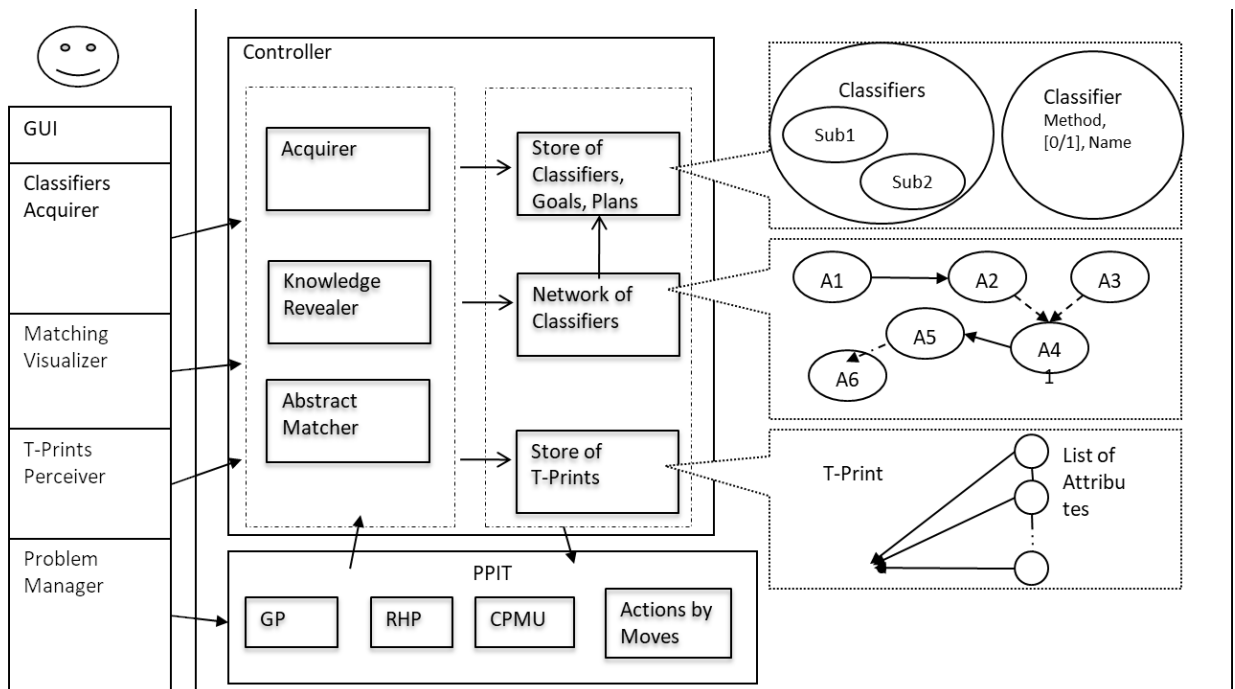 GUI
Classifiers
Acquirer
Matching
Visualizer
T-Prints
Perceiver
Problem
Manager
Controller
Acquirer
Knowledge
Revealer
Abstract
Matcher
Store of
Classifiers,
Goals, Plans
Network of
Classifiers
Store of
T-Prints
PPIT
GP
RHP
CPMU
Actions by
Moves
Classifiers
Sub1
Sub2
Classifier
Method,
[0/1], Name
A1
A2
A3
A5
A4
1
A6
T-Print
List of
Attribu
tes